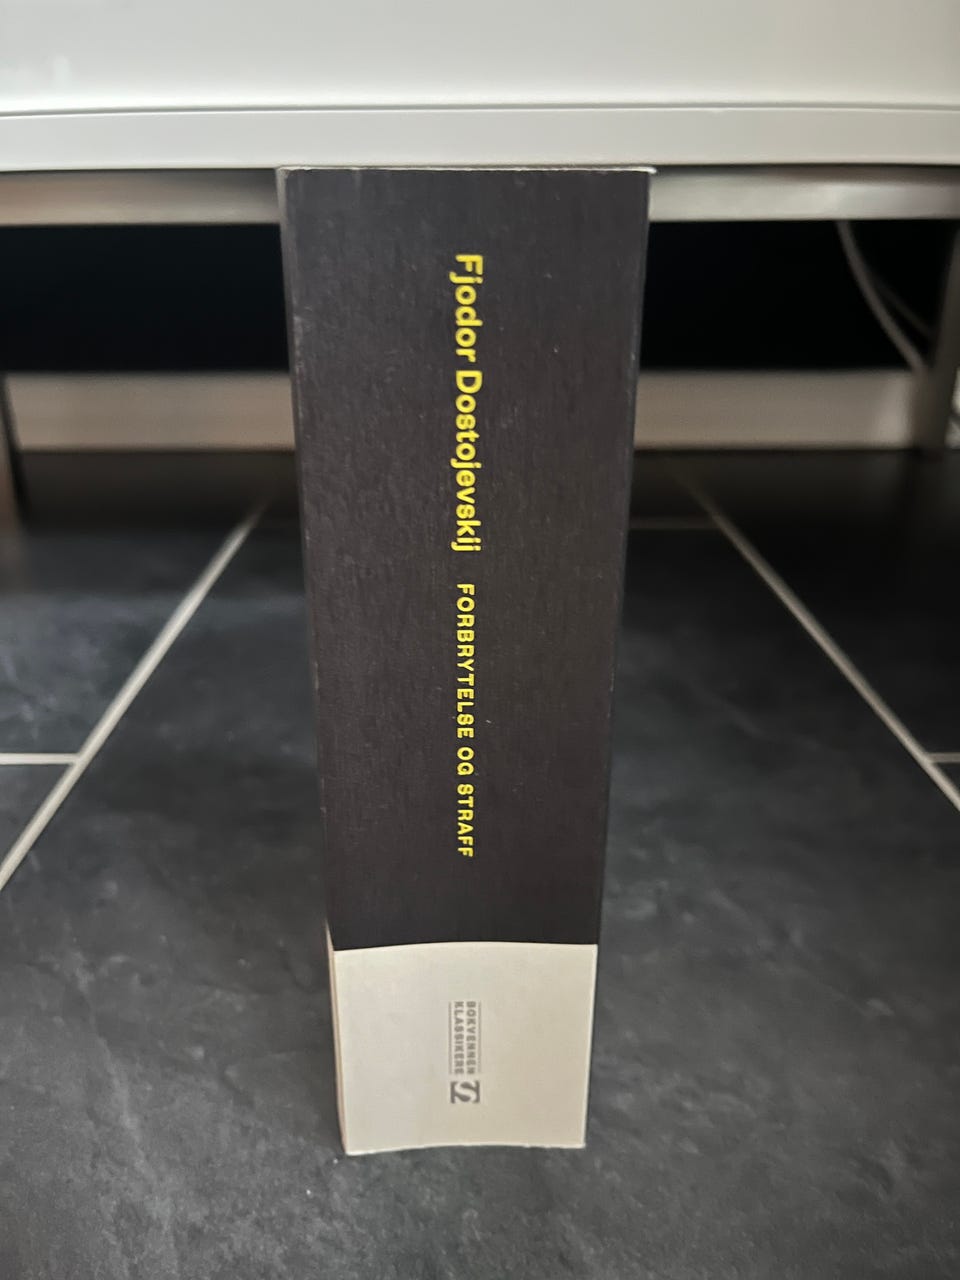 Fjodor Dostojevskij FORBRYTELSE OG STRAFF
BOKVENNEN
KLASSIKERE
S